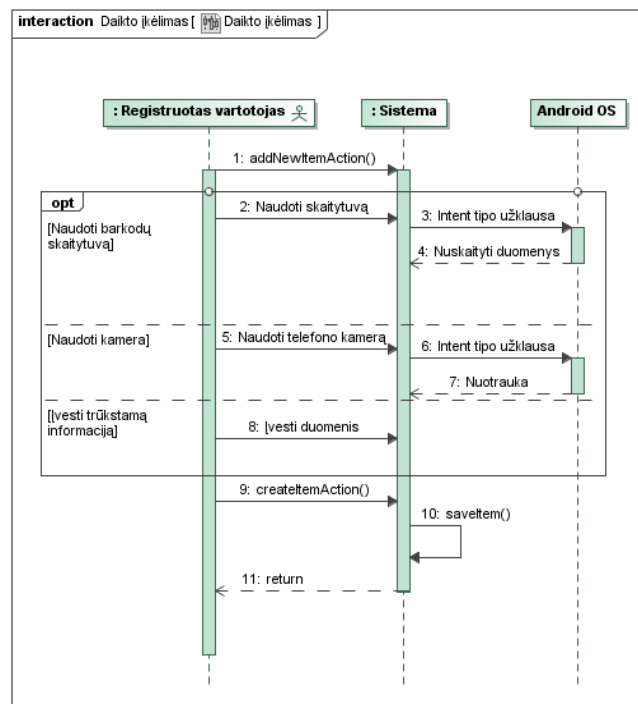 interaction Daikto įkėlimas [ Daikto įkėlimas ]
: Registruotas vartotojas
: Sistema
Android OS
1: addNewItemAction()
opt
[Naudoti barkodų
skaitytuvą]
2: Naudoti skaitytuvą
3: Intent tipo užklausa
4: Nuskaityti duomenys
[Naudoti kamera]
5: Naudoti telefono kamerą
6: Intent tipo užklausa
7: Nuotrauka
[Įvesti trūkstamą
informaciją]
8: Įvesti duomenis
9: createItemAction()
10: saveItem()
11: return